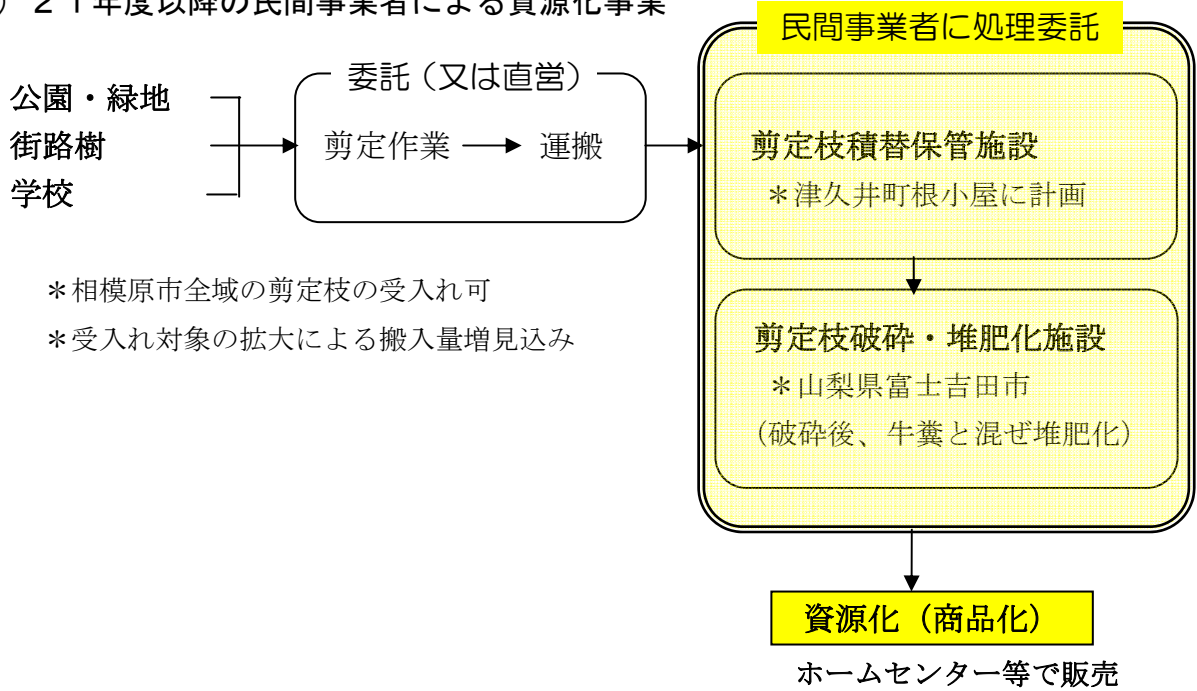 ）２１年度以降の民間事業者による資源化事業
民間事業者に処理委託
委託（又は直営）
公園・緑地
街路樹
学校
剪定作業
運搬
剪定枝積替保管施設
＊津久井町根小屋に計画
＊相模原市全域の剪定枝の受入れ可
＊受入れ対象の拡大による搬入量増見込み
剪定枝破砕・堆肥化施設
＊山梨県富士吉田市
（破砕後、牛糞と混ぜ堆肥化）
資源化（商品化）
ホームセンター等で販売